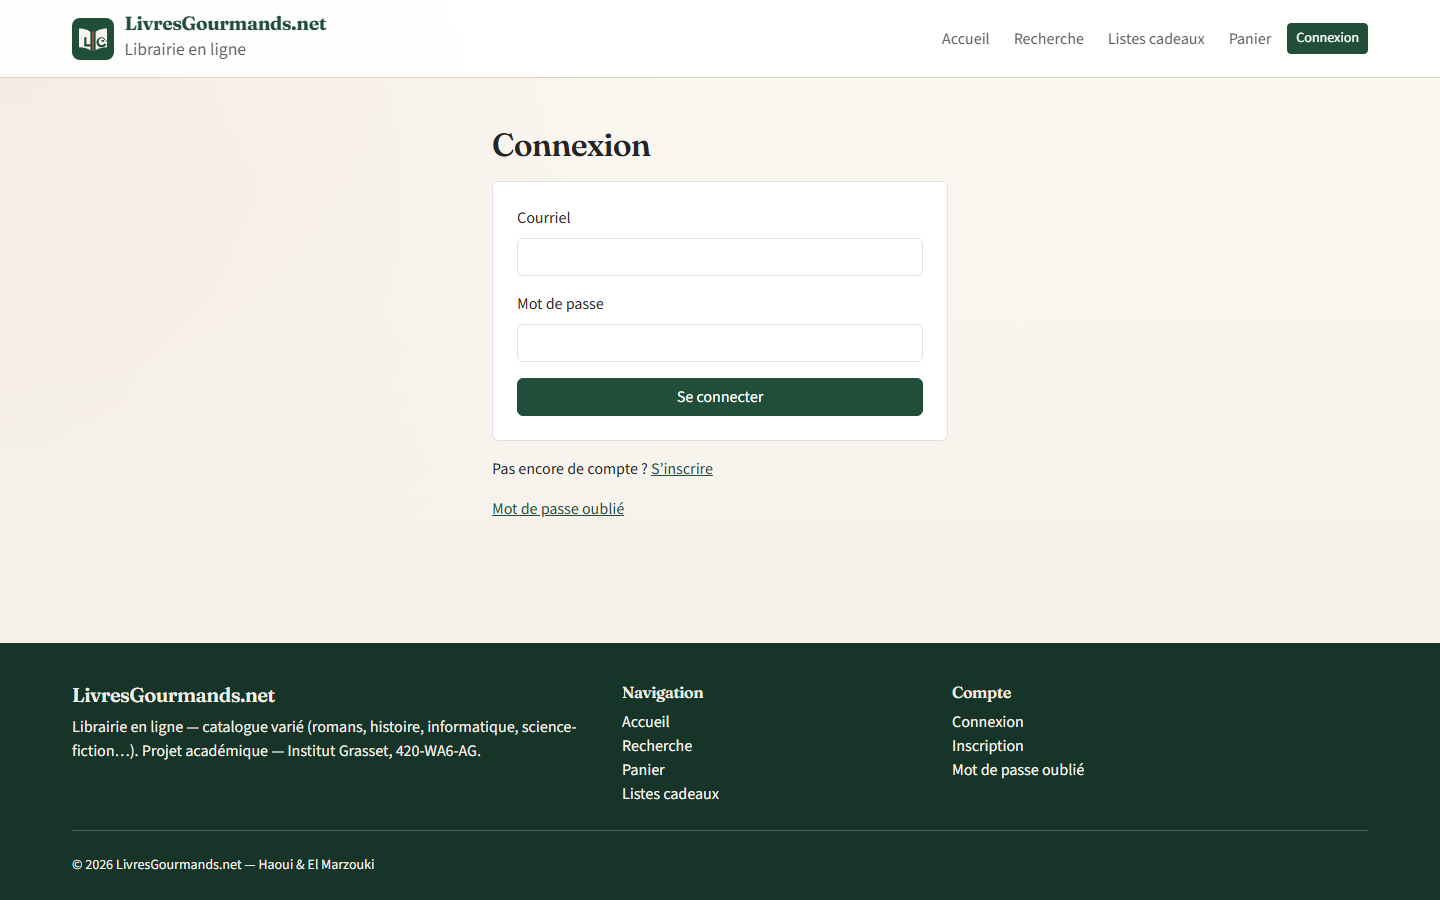 LG
LivresGourmands.net
Librairie en ligne
Accueil
Recherche
Listes cadeaux
Panier
Connexion
Connexion
Courriel
Mot de passe
Se connecter
Pas encore de compte ? S’inscrire
Mot de passe oublié
LivresGourmands.net
Librairie en ligne — catalogue varié (romans, histoire, informatique, science-
fiction…). Projet académique — Institut Grasset, 420-WA6-AG.
Navigation
Accueil
Recherche
Panier
Listes cadeaux
Compte
Connexion
Inscription
Mot de passe oublié
© 2026 LivresGourmands.net — Haoui & El Marzouki